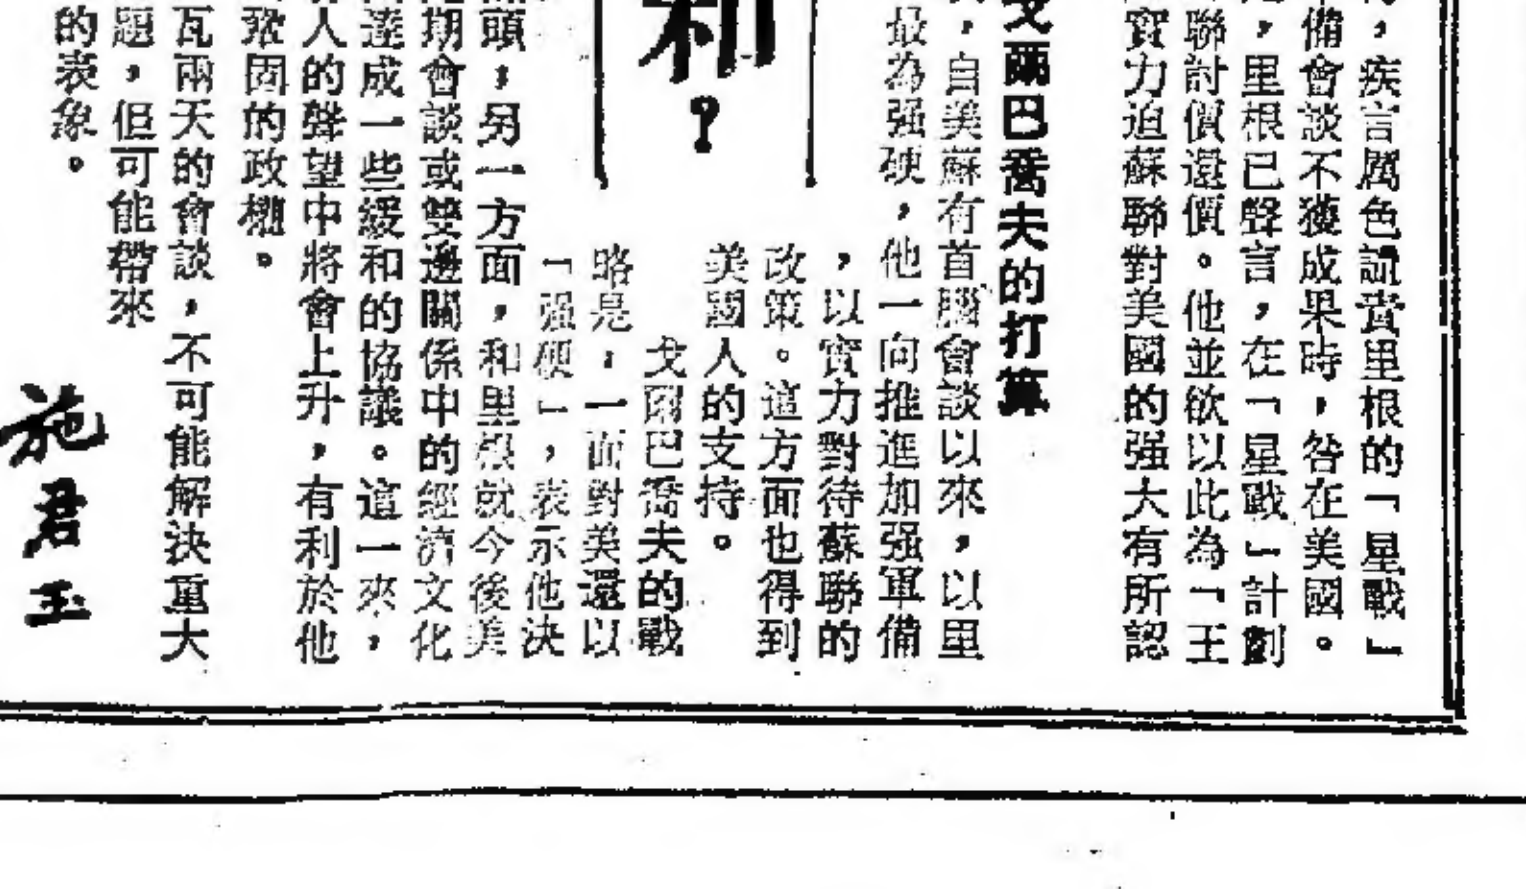 ，疾言厲色譴責里根的「星戰」
備會談不獲成果時，咎在美國。
，里根已聲言，在「星戰」計劃
聯討價還價。他並欲以此為「王
實力迫蘇聯對美國的强大有所認
戈爾巴喬夫的打算
，自美蘇有首腦會談以來，以里
最為强硬，他一向推進加强軍備
，以實力對待蘇聯的
政策。這方面也得到
美國人的支持。
和？
戈爾巴喬夫的戰
略是，一面對美還以
「强硬」，表示他決
頭，另一方面，和里根就今後美
期會談或雙邊關係中的經濟文化
達成一些緩和的協議。這一來，
人的聲望中將會上升，有利於他
鞏固的政權。
瓦兩天的會談，不可能解決重大
題，但可能帶來
的表象。
施君玉